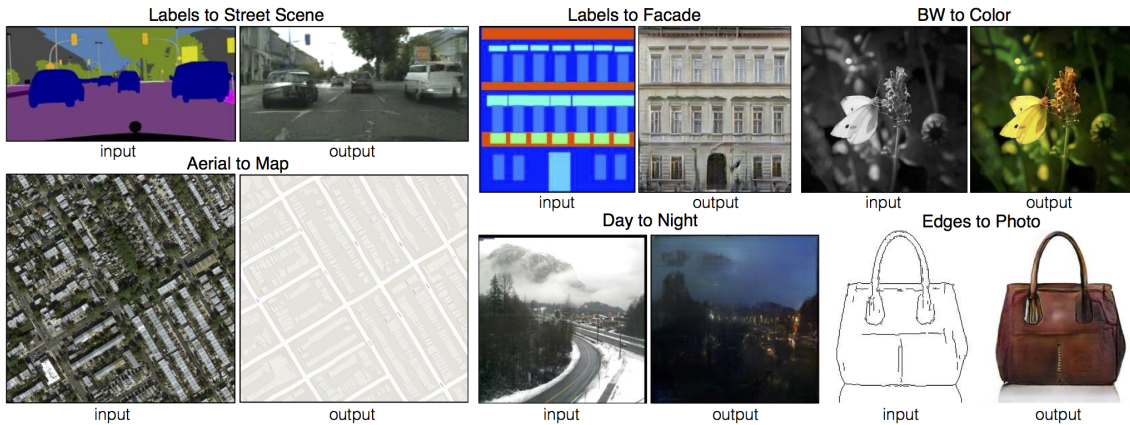 Labels to Street Scene
input
output
Aerial to Map
input
output
Labels to Facade
input
output
BW to Color
input
output
Day to Night
input
output
Edges to Photo
input
output